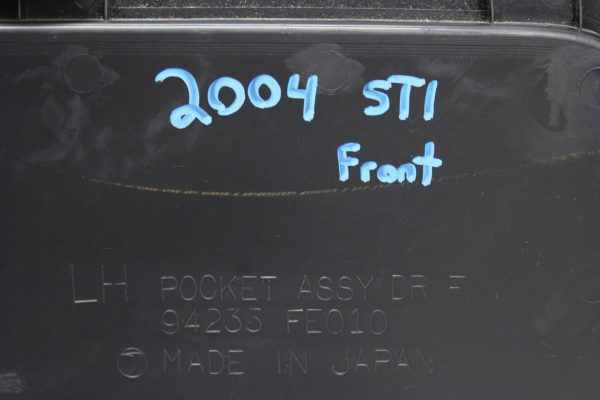 2004 STI
Front
LH POCKET ASSY DR F
94235 FE010
MADE IN JAPAN